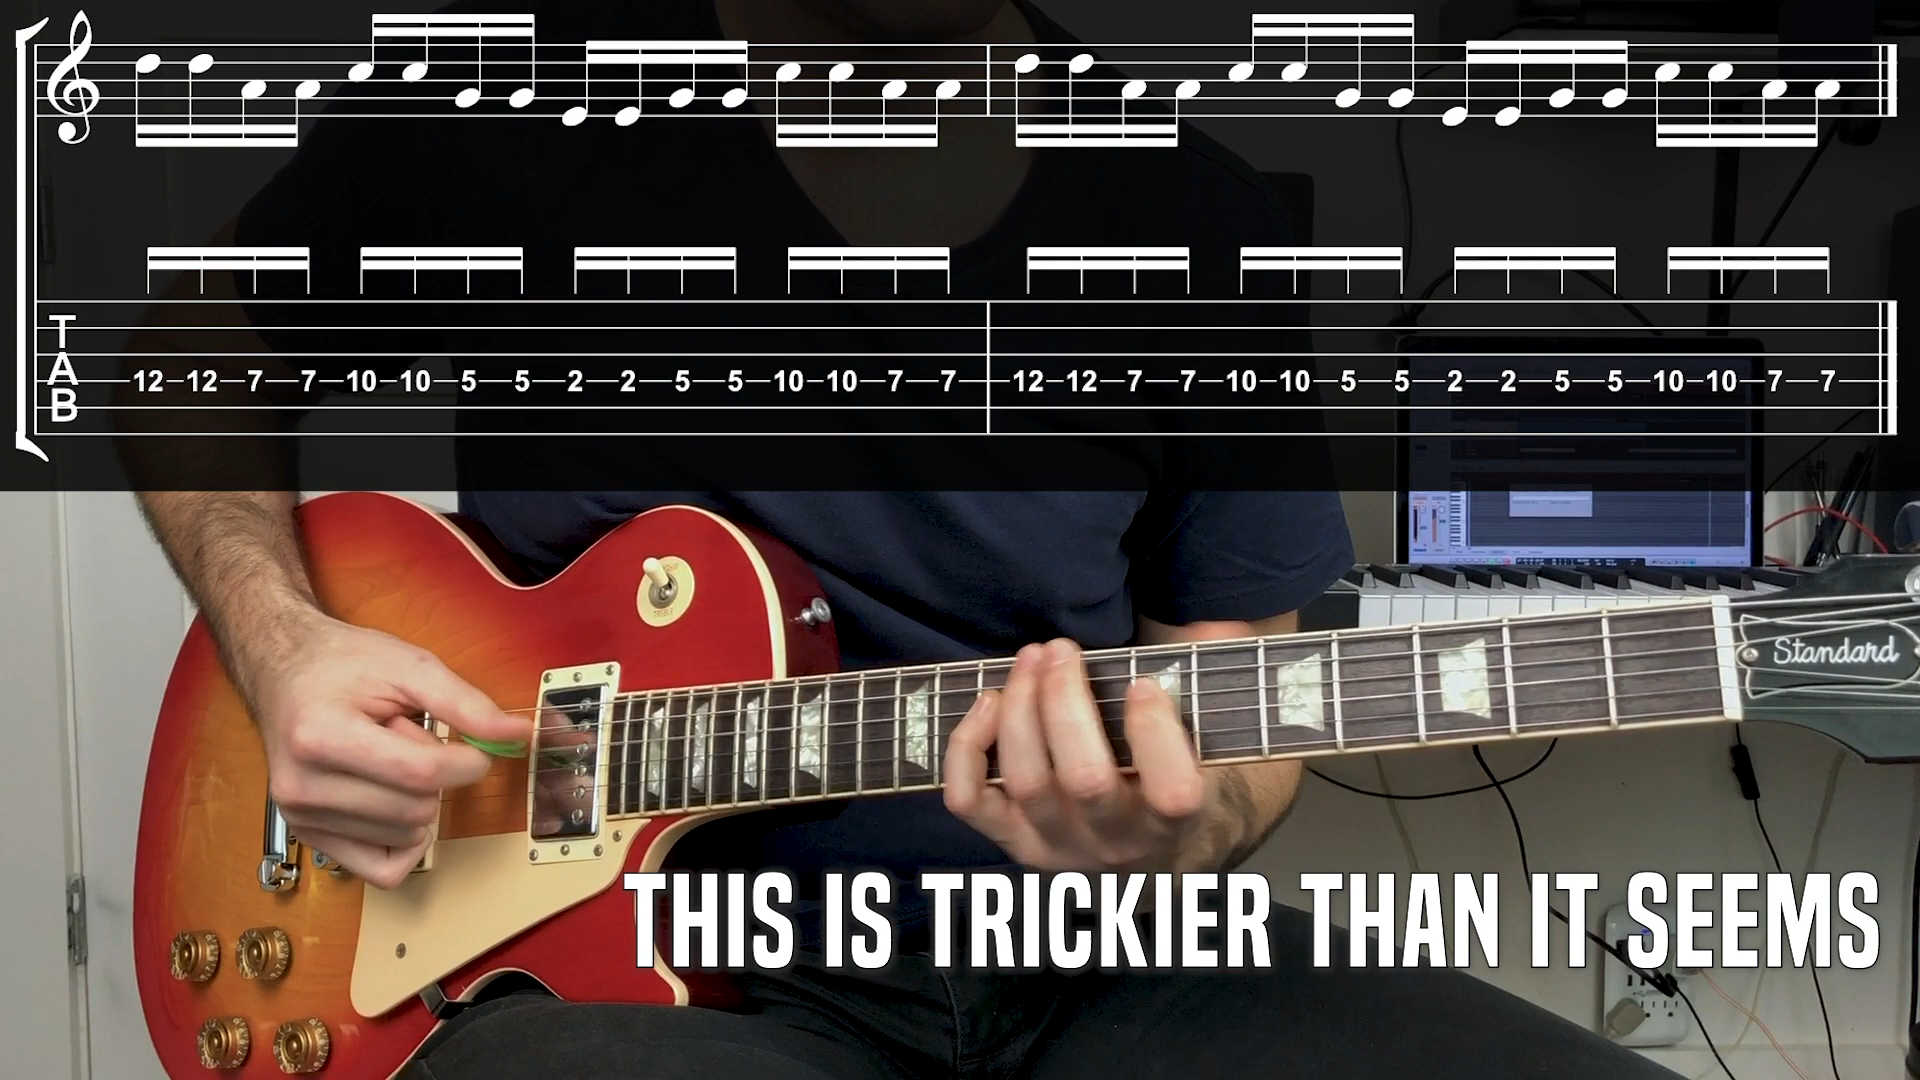 T
A
B
12 12 7 7 10 10 5 5 2 2 5 5 10 10 7 7 12 12 7 7 10 10 5 5 2 2 5 5 10 10 7 7
TREBLE
Standard
THIS IS TRICKIER THAN IT SEEMS